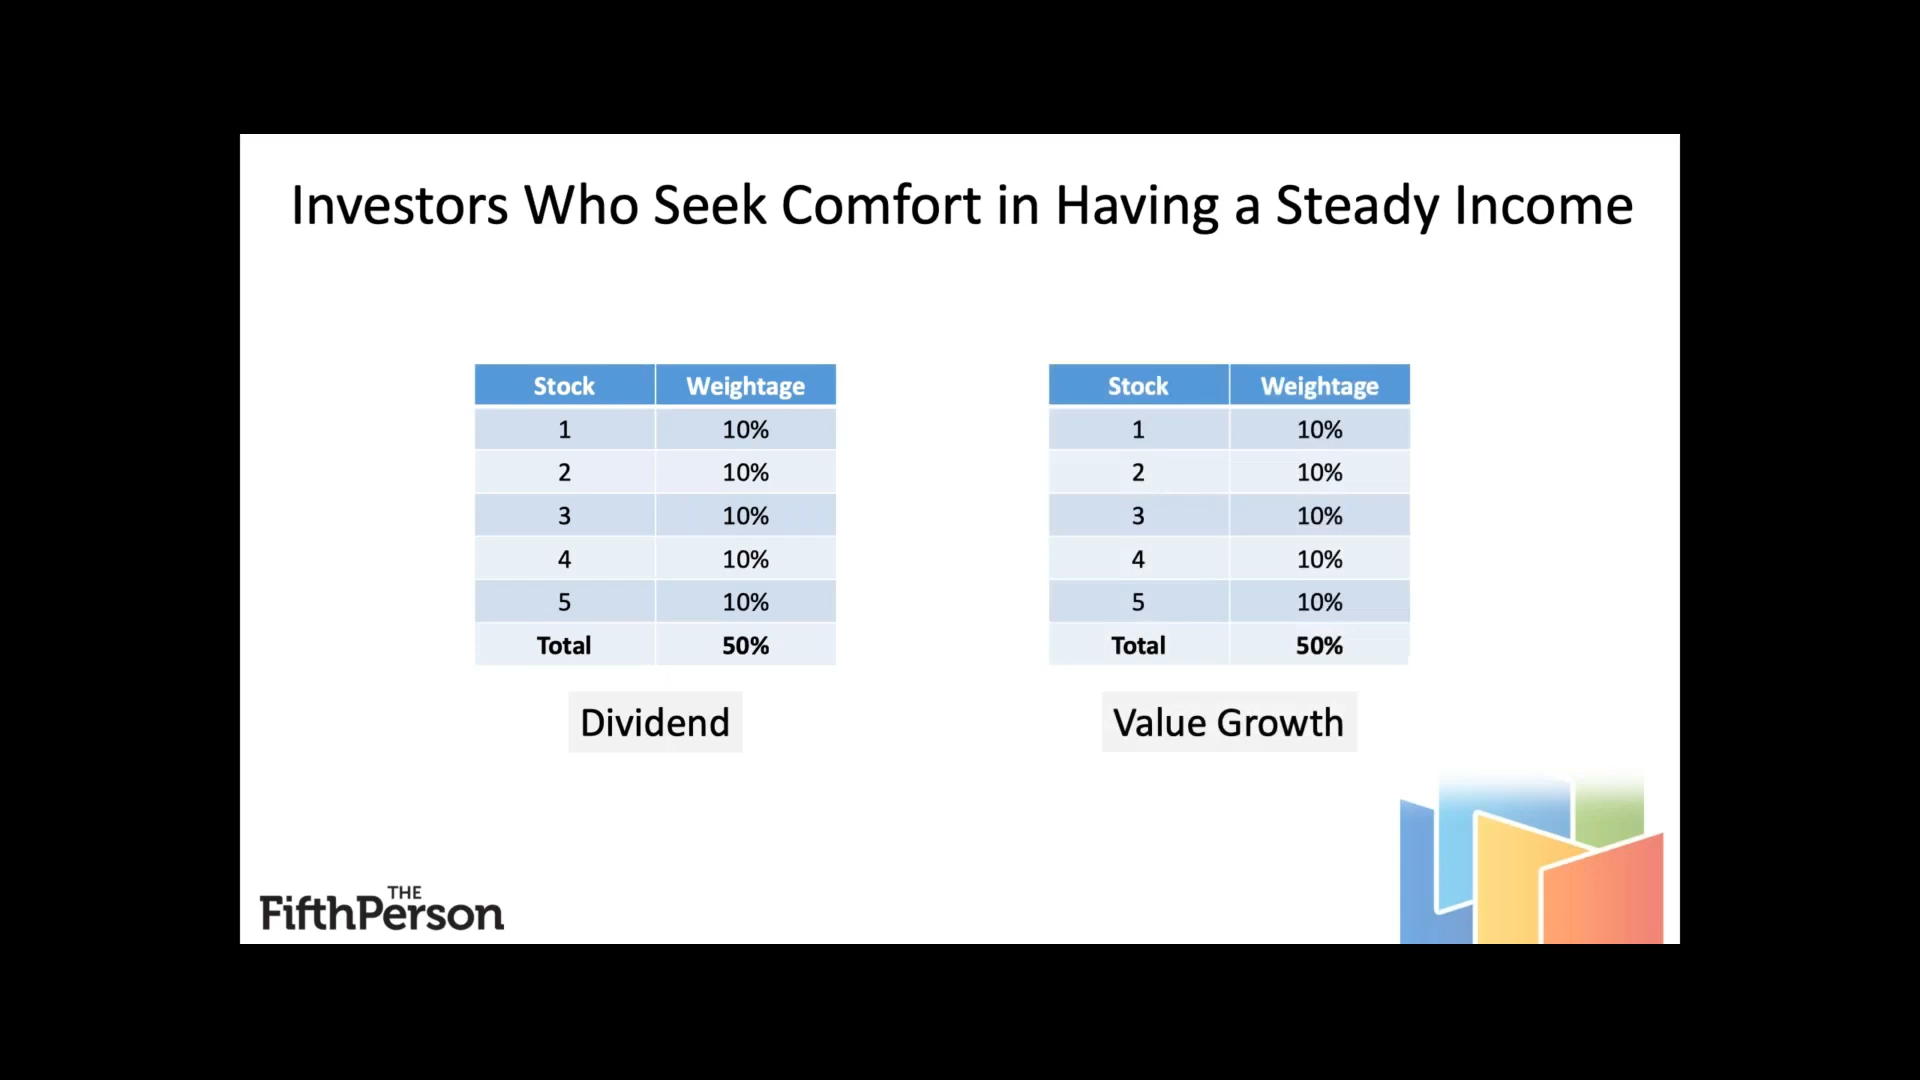 Investors Who Seek Comfort in Having a Steady Income
Stock Weightage
1 10%
2 10%
3 10%
4 10%
5 10%
Total 50%
Dividend
Stock Weightage
1 10%
2 10%
3 10%
4 10%
5 10%
Total 50%
Value Growth
THE
FifthPerson